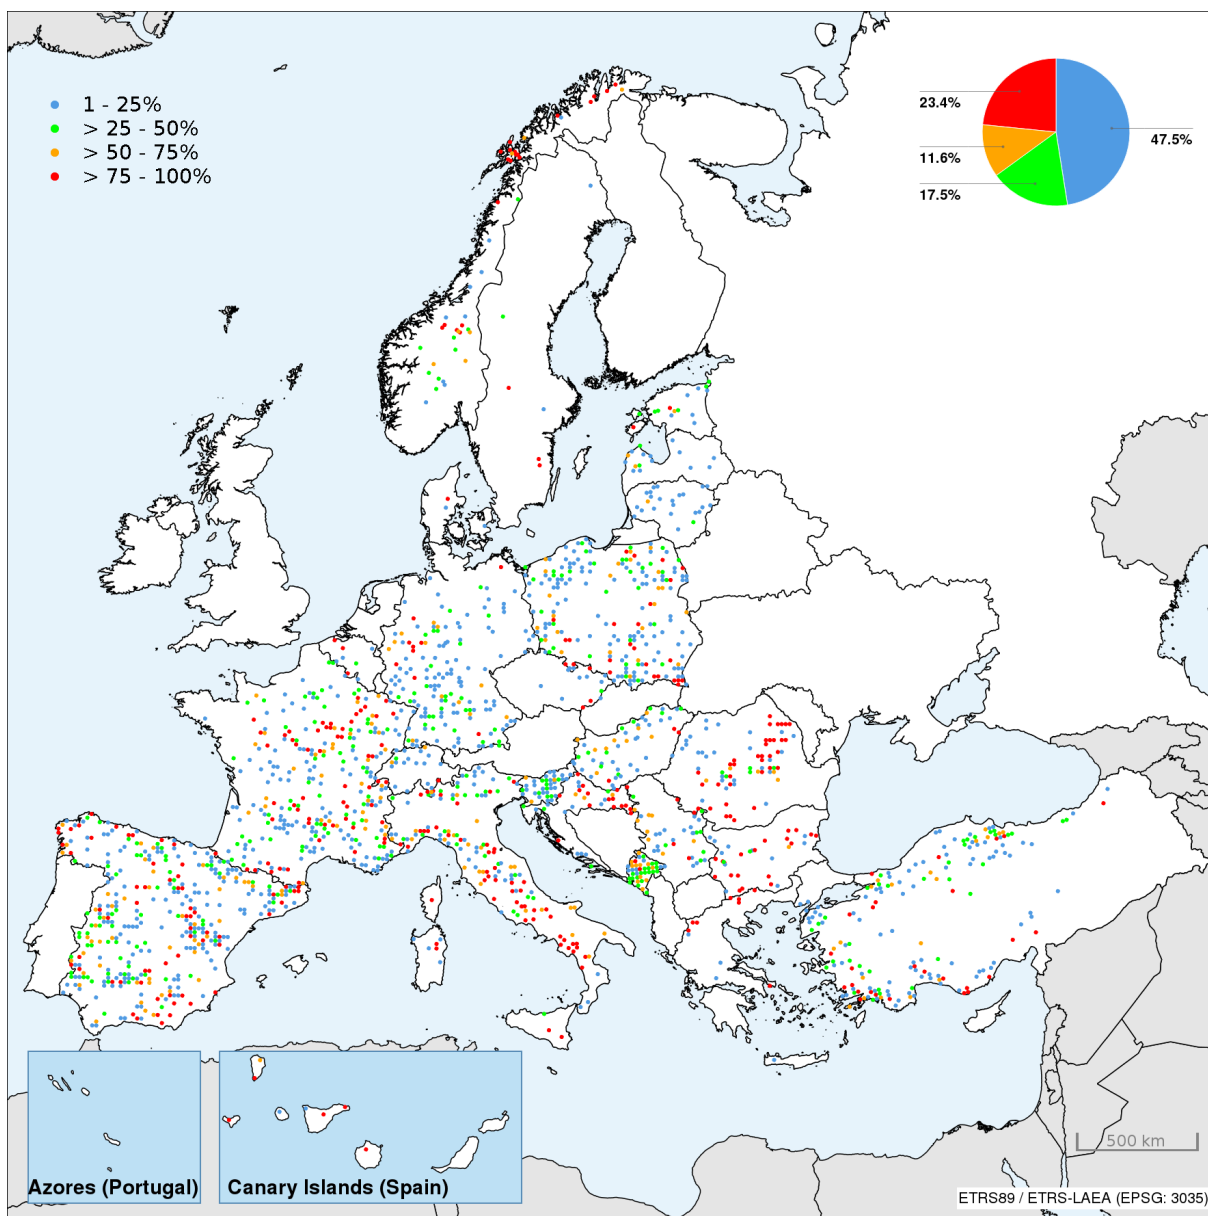 1 - 25%
> 25 - 50%
> 50 - 75%
> 75 - 100%
23.4%
47.5%
11.6%
17.5%
500 km
Azores (Portugal)
Canary Islands (Spain)
ETRS89 / ETRS-LAEA (EPSG: 3035)